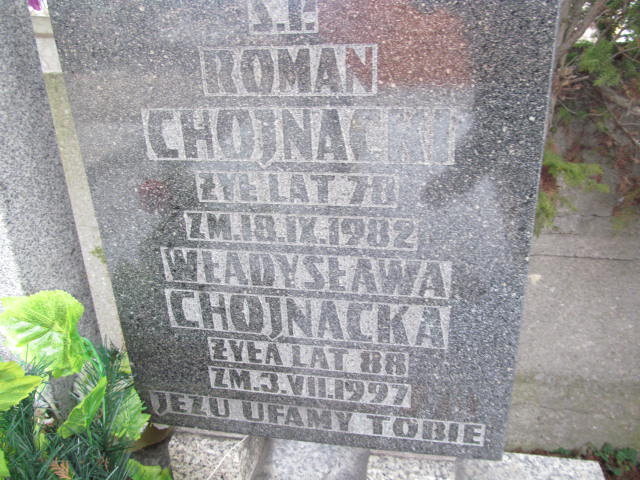 Ś.P.
ROMAN
CHOJNACKI
ŻYŁ LAT 78
ZM.18.IX.1982
WŁADYSŁAWA
CHOJNACKA
ŻYŁA LAT 88
ZM.3.VII.1997
JEZU UFAMY TOBIE